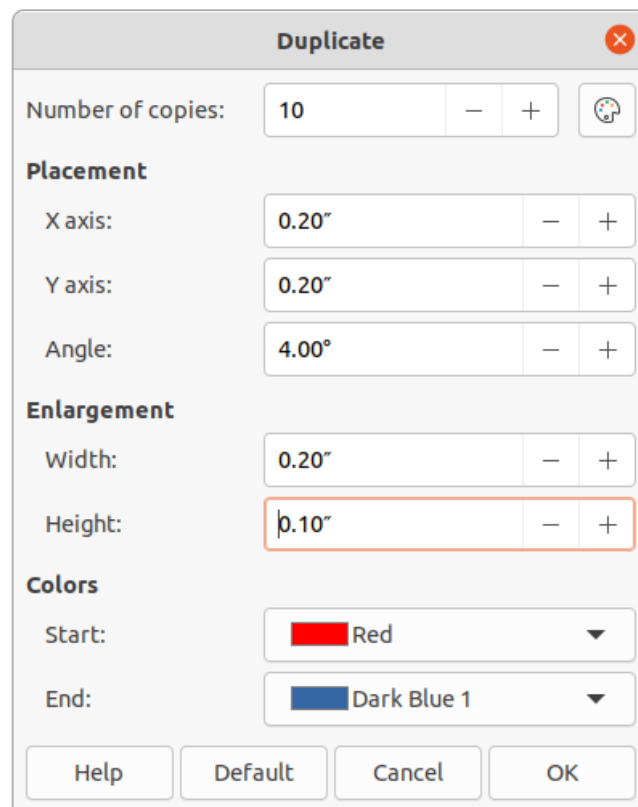 Duplicate
Number of copies: 10
Placement
X axis: 0.20″
Y axis: 0.20″
Angle: 4.00°
Enlargement
Width: 0.20″
Height: 0.10″
Colors
Start: Red
End: Dark Blue 1
Help Default Cancel OK